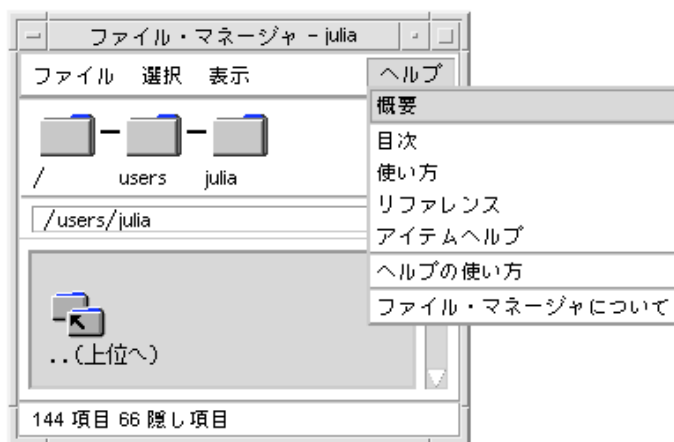 ファイル・マネージャ - julia
ファイル 選択 表示 ヘルプ
概要
目次
使い方
リファレンス
アイテムヘルプ
ヘルプの使い方
ファイル・マネージャについて
/ users julia
/users/julia
..(上位へ)
144 項目 66 隠し項目